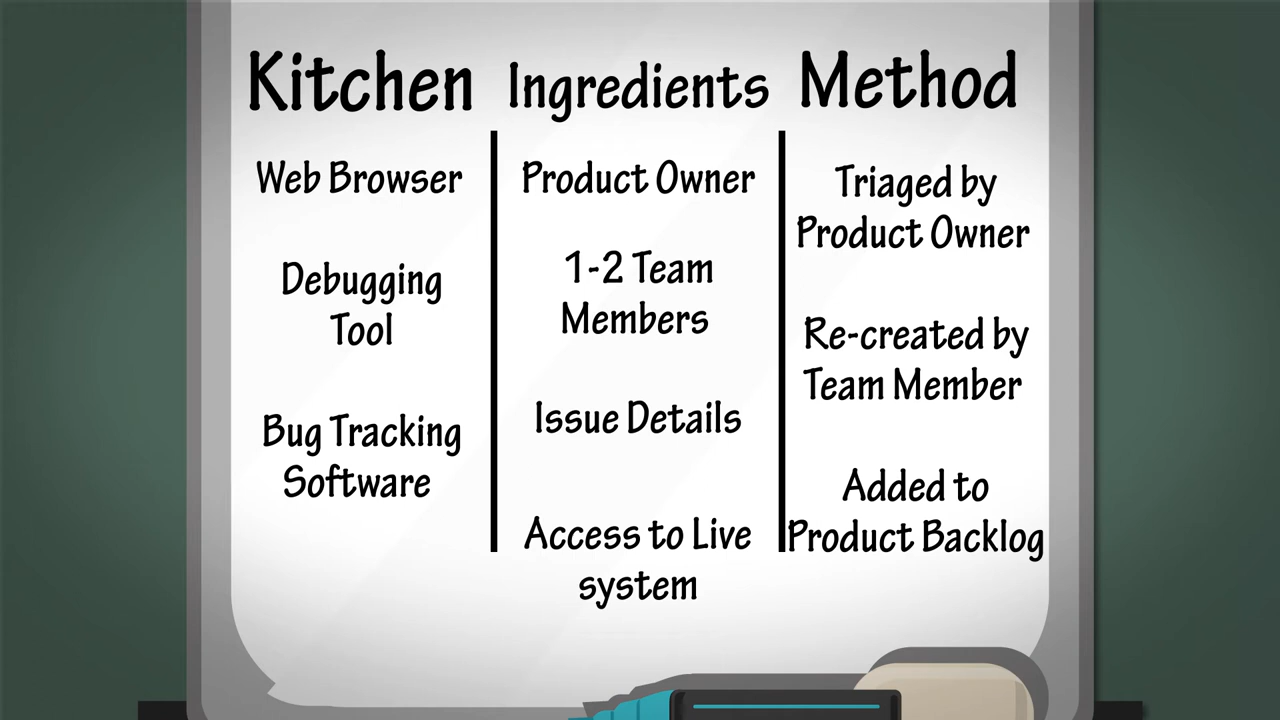 Kitchen
Web Browser
Debugging
Tool
Bug Tracking
Software
Ingredients
Product Owner
1-2 Team
Members
Issue Details
Access to Live
system
Method
Triaged by
Product Owner
Re-created by
Team Member
Added to
Product Backlog